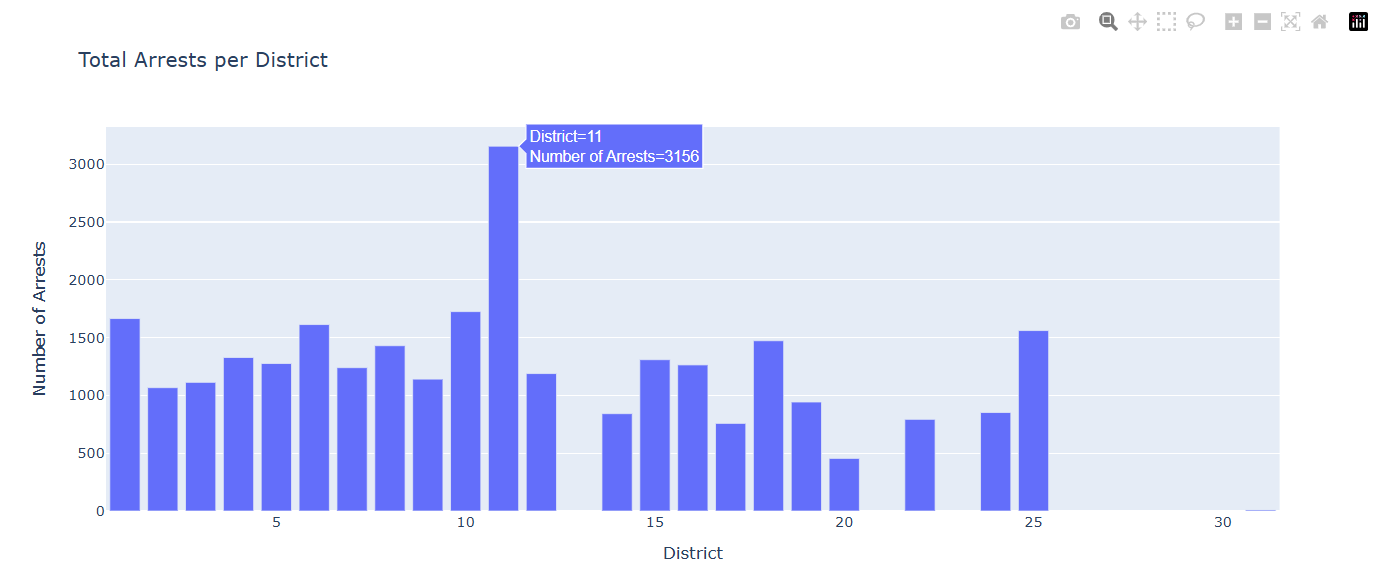 Total Arrests per District
District=11
Number of Arrests=3156
3000
2500
2000
1500
1000
500
0
Number of Arrests
5 10 15 20 25 30
District